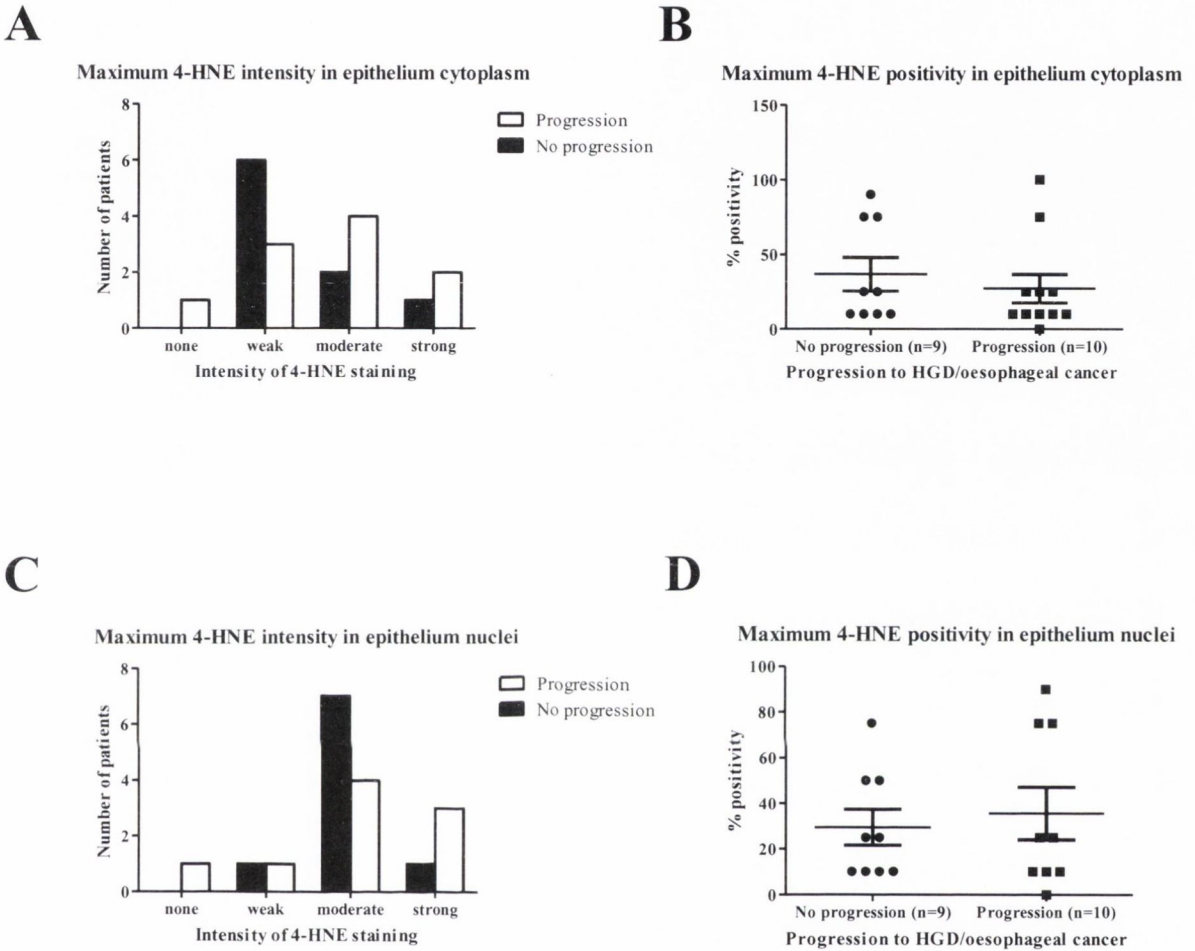 A
Maximum 4-HNE intensity in epithelium cytoplasm
Number of patients
8
6
4
2
0
none weak moderate strong
Intensity of 4-HNE staining
Progression
No progression
B
Maximum 4-HNE positivity in epithelium cytoplasm
% positivity
150
100
50
0
No progression (n=9) Progression (n=10)
Progression to HGD/oesophageal cancer
C
Maximum 4-HNE intensity in epithelium nuclei
Number of patients
8
6
4
2
0
none weak moderate strong
Intensity of 4-HNE staining
Progression
No progression
D
Maximum 4-HNE positivity in epithelium nuclei
% positivity
100
80
60
40
20
0
No progression (n=9) Progression (n=10)
Progression to HGD/oesophageal cancer